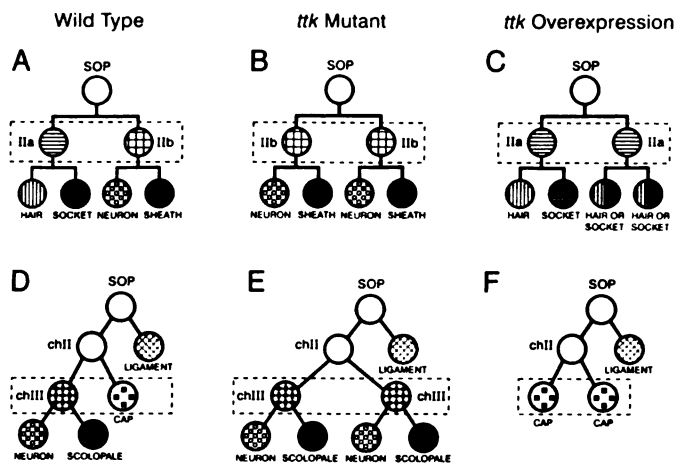 Wild Type
ttk Mutant
ttk Overexpression
A
B
C
SOP
SOP
SOP
IIa
IIb
IIb
IIb
IIa
IIa
HAIR
SOCKET
NEURON
SHEATH
NEURON
SHEATH
NEURON
SHEATH
HAIR
SOCKET
HAIR OR
SOCKET
HAIR OR
SOCKET
D
E
F
SOP
SOP
SOP
chII
LIGAMENT
chII
LIGAMENT
chII
LIGAMENT
chIII
CAP
chIII
chIII
CAP
CAP
NEURON
SCOLOPALE
NEURON
SCOLOPALE
NEURON
SCOLOPALE